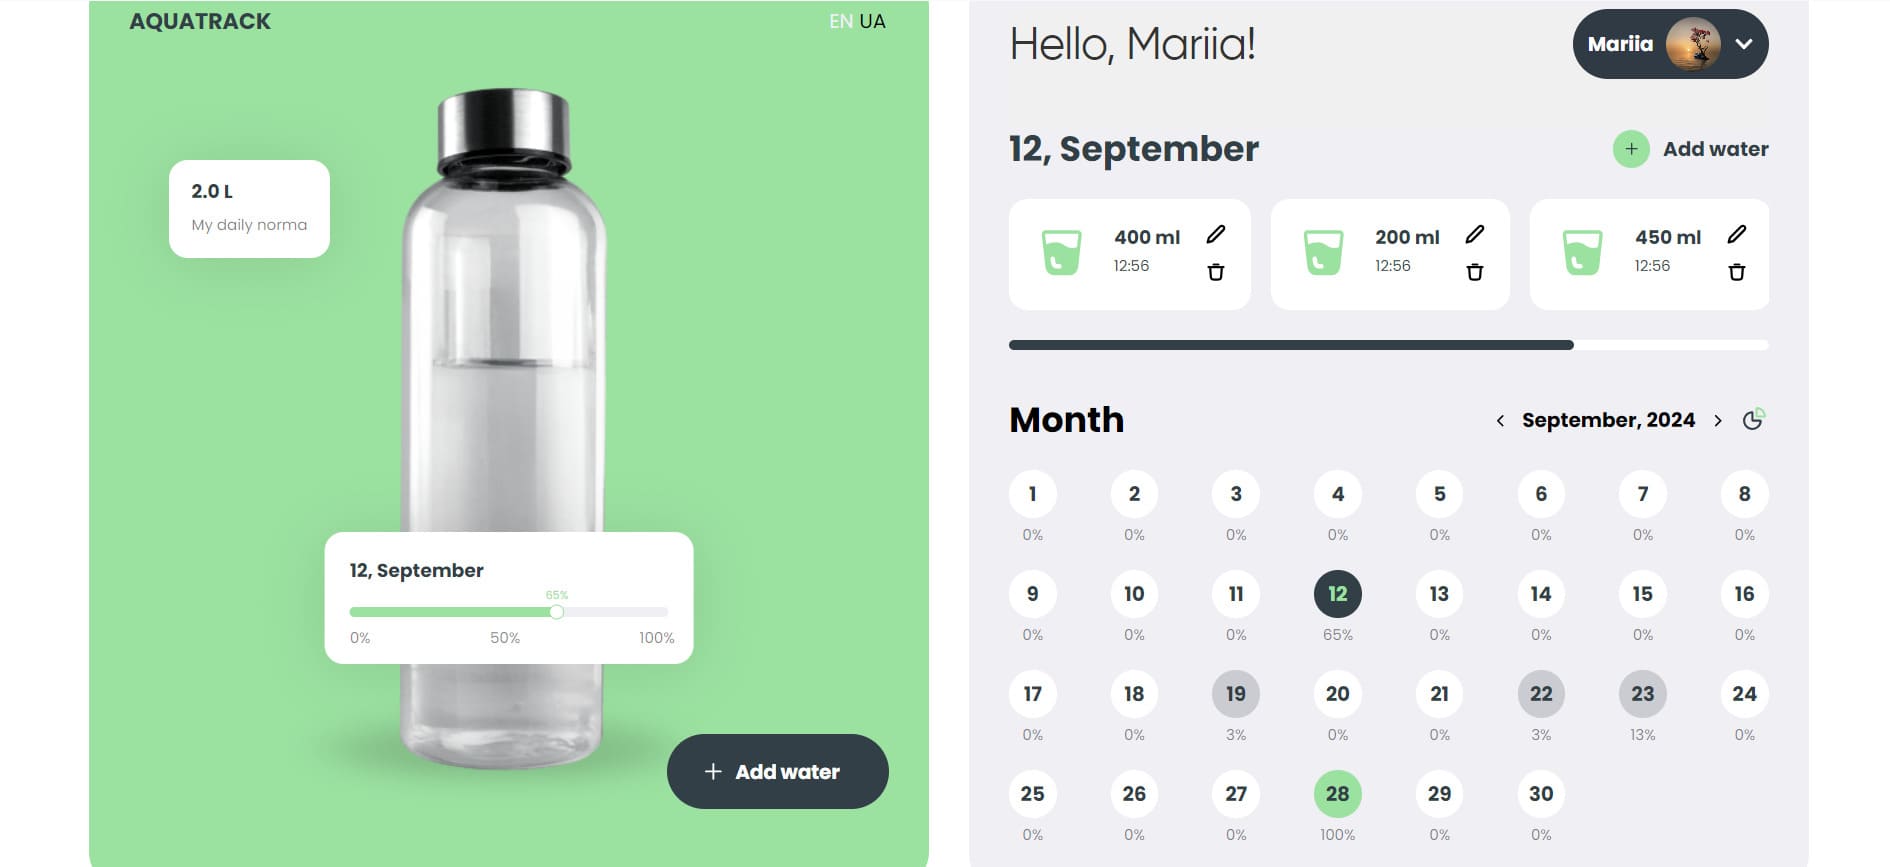 AQUATRACK
EN UA
2.0 L
My daily norma
12, September
65%
0% 50% 100%
+ Add water
Hello, Mariia!
Mariia
12, September
+ Add water
400 ml
12:56
200 ml
12:56
450 ml
12:56
Month
< September, 2024 >
1 2 3 4 5 6 7 8
0% 0% 0% 0% 0% 0% 0% 0%
9 10 11 12 13 14 15 16
0% 0% 0% 65% 0% 0% 0% 0%
17 18 19 20 21 22 23 24
0% 0% 3% 0% 0% 3% 13% 0%
25 26 27 28 29 30
0% 0% 0% 100% 0% 0%